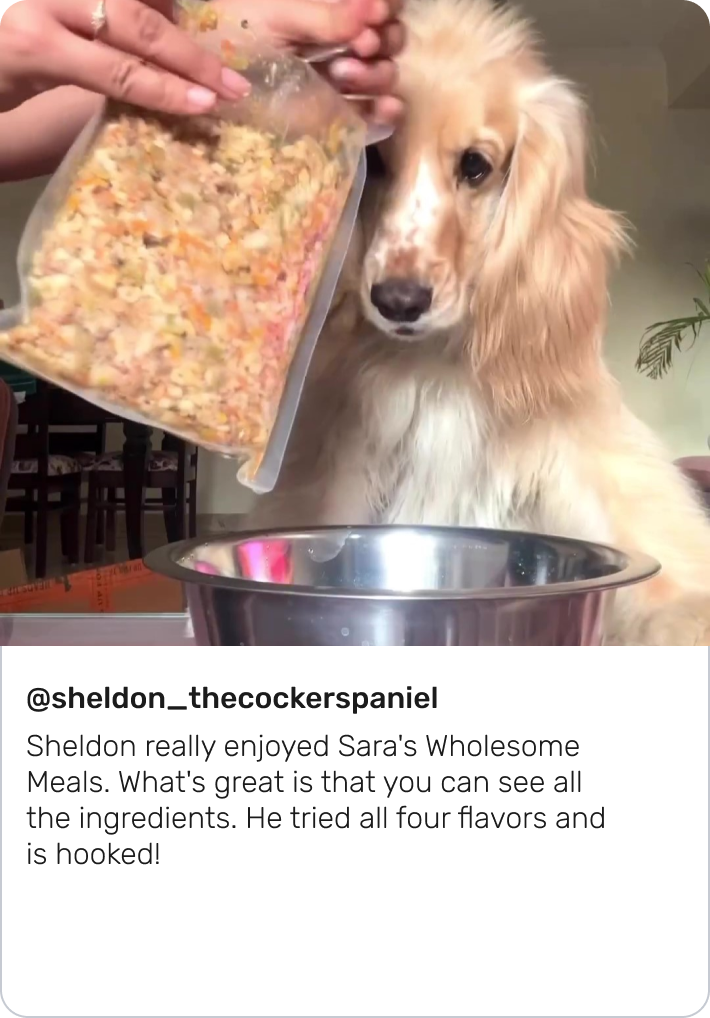 @sheldon_thecockerspaniel
Sheldon really enjoyed Sara's Wholesome
Meals. What's great is that you can see all
the ingredients. He tried all four flavors and
is hooked!